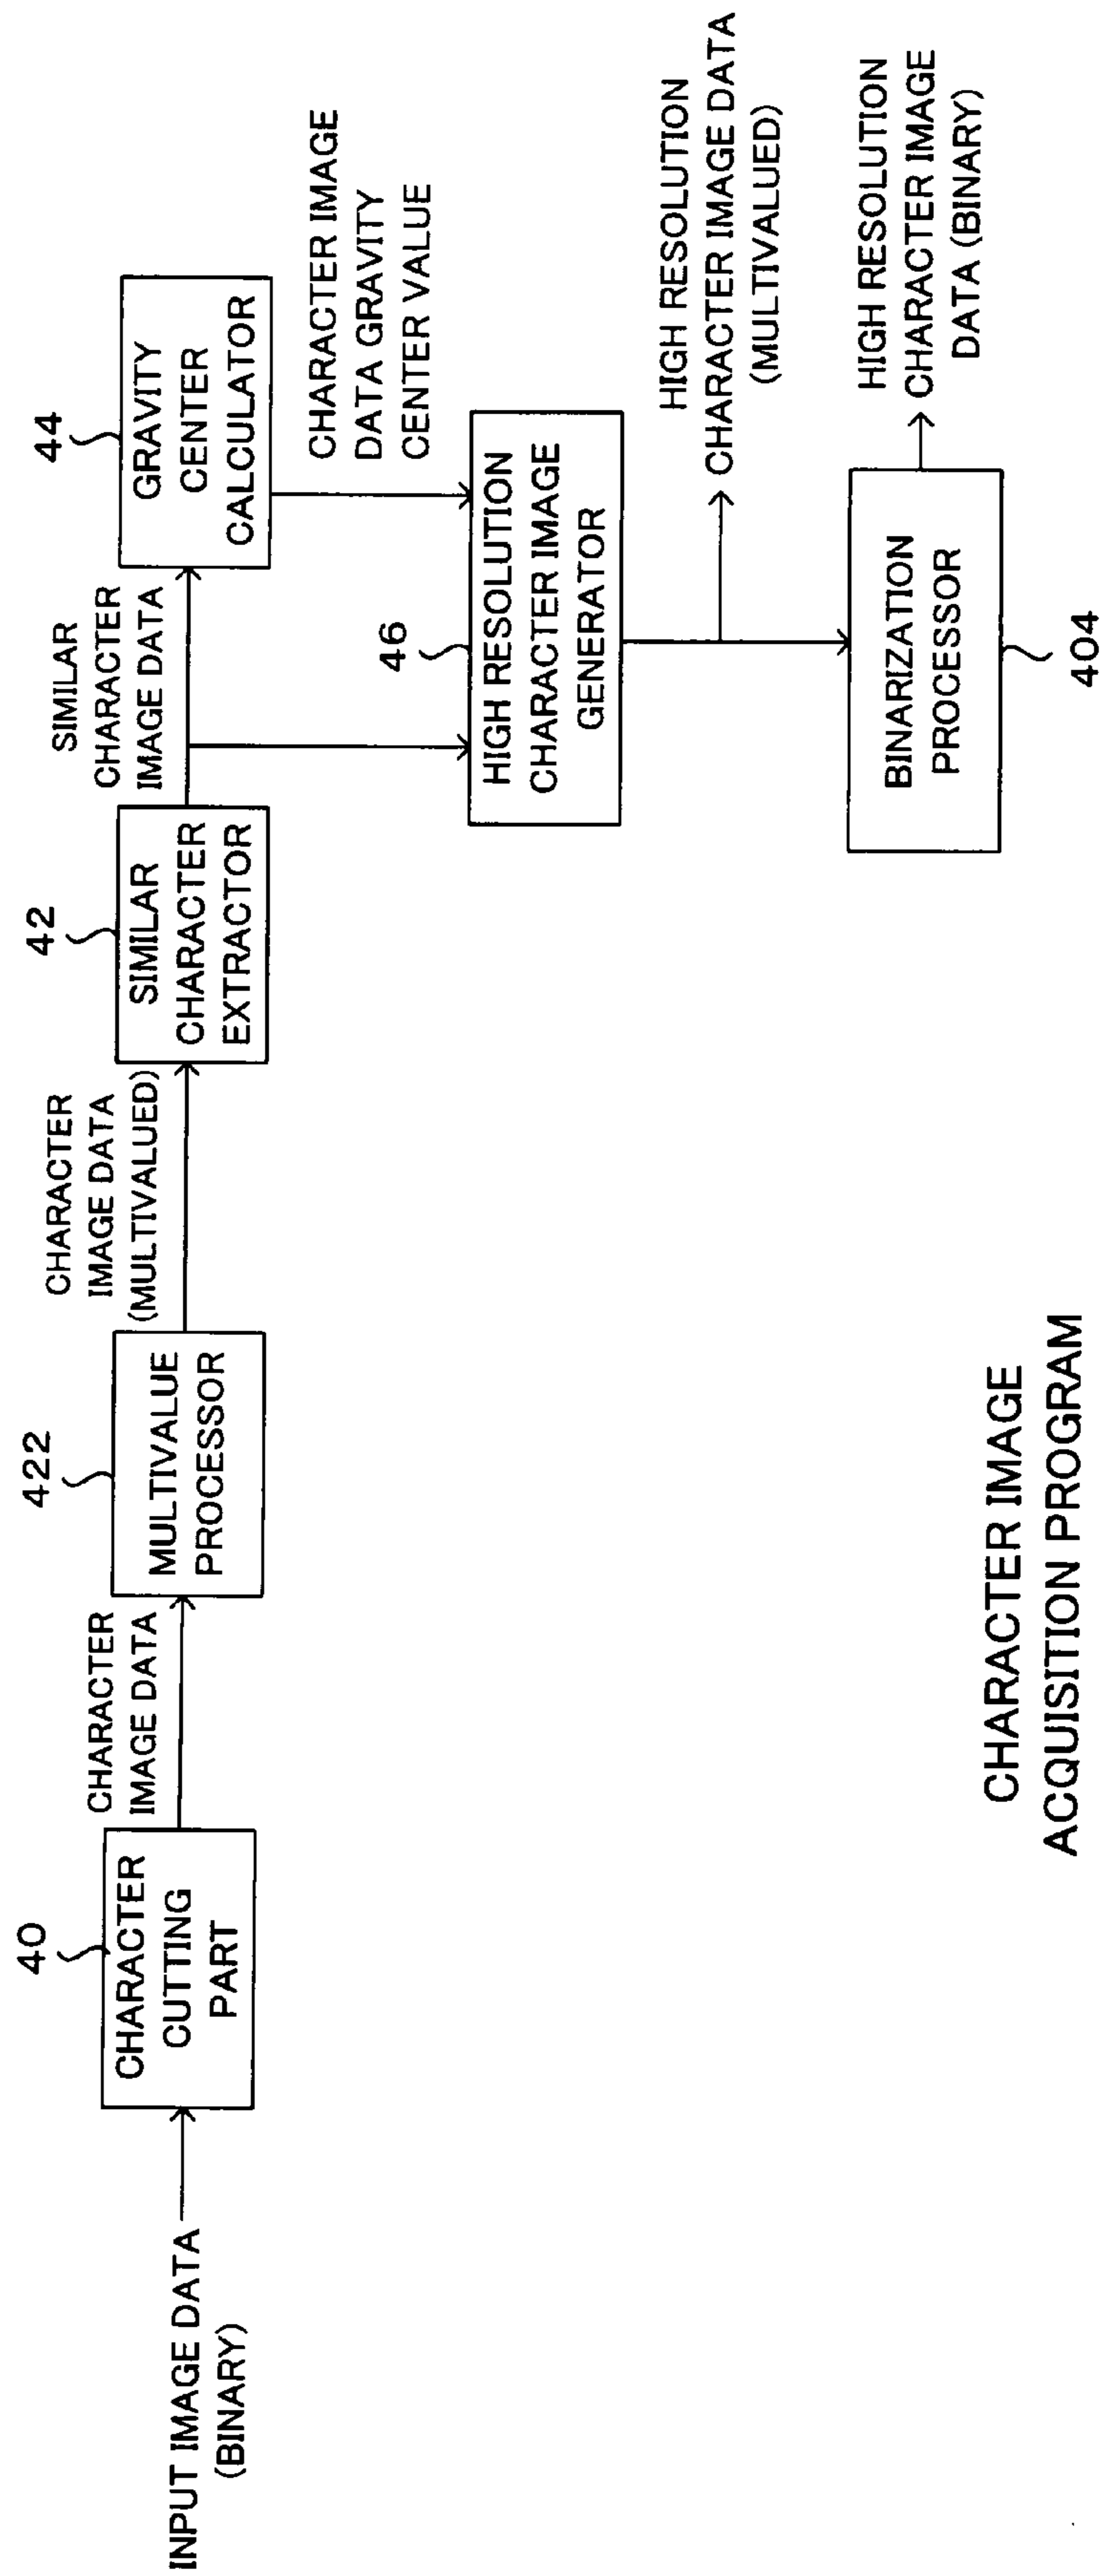 INPUT IMAGE DATA
(BINARY)
40
CHARACTER
CUTTING
PART
CHARACTER
IMAGE DATA
422
MULTIVALUE
PROCESSOR
CHARACTER
IMAGE DATA
(MULTIVALUED)
42
SIMILAR
CHARACTER
EXTRACTOR
SIMILAR
CHARACTER
IMAGE DATA
44
GRAVITY
CENTER
CALCULATOR
CHARACTER IMAGE
DATA GRAVITY
CENTER VALUE
46
HIGH RESOLUTION
CHARACTER IMAGE
GENERATOR
HIGH RESOLUTION
CHARACTER IMAGE DATA
(MULTIVALUED)
BINARIZATION
PROCESSOR
404
HIGH RESOLUTION
CHARACTER IMAGE
DATA (BINARY)
CHARACTER IMAGE
ACQUISITION PROGRAM